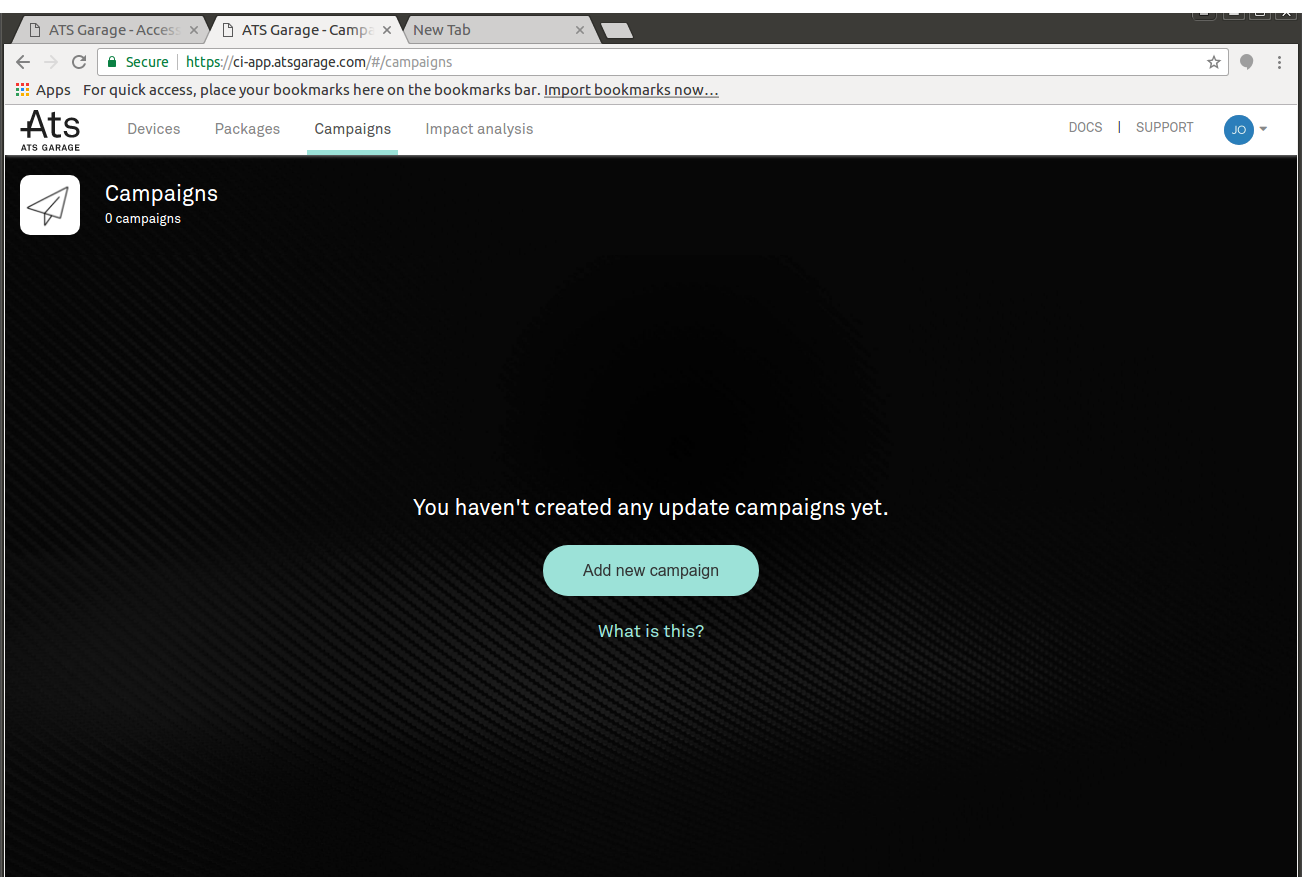 ATS Garage - Access
ATS Garage - Campa
New Tab
Secure
https://ci-app.atsgarage.com/#/campaigns
Apps
For quick access, place your bookmarks here on the bookmarks bar. Import bookmarks now...
Ats
ATS GARAGE
Devices
Packages
Campaigns
Impact analysis
DOCS
SUPPORT
JO
Campaigns
0 campaigns
You haven't created any update campaigns yet.
Add new campaign
What is this?